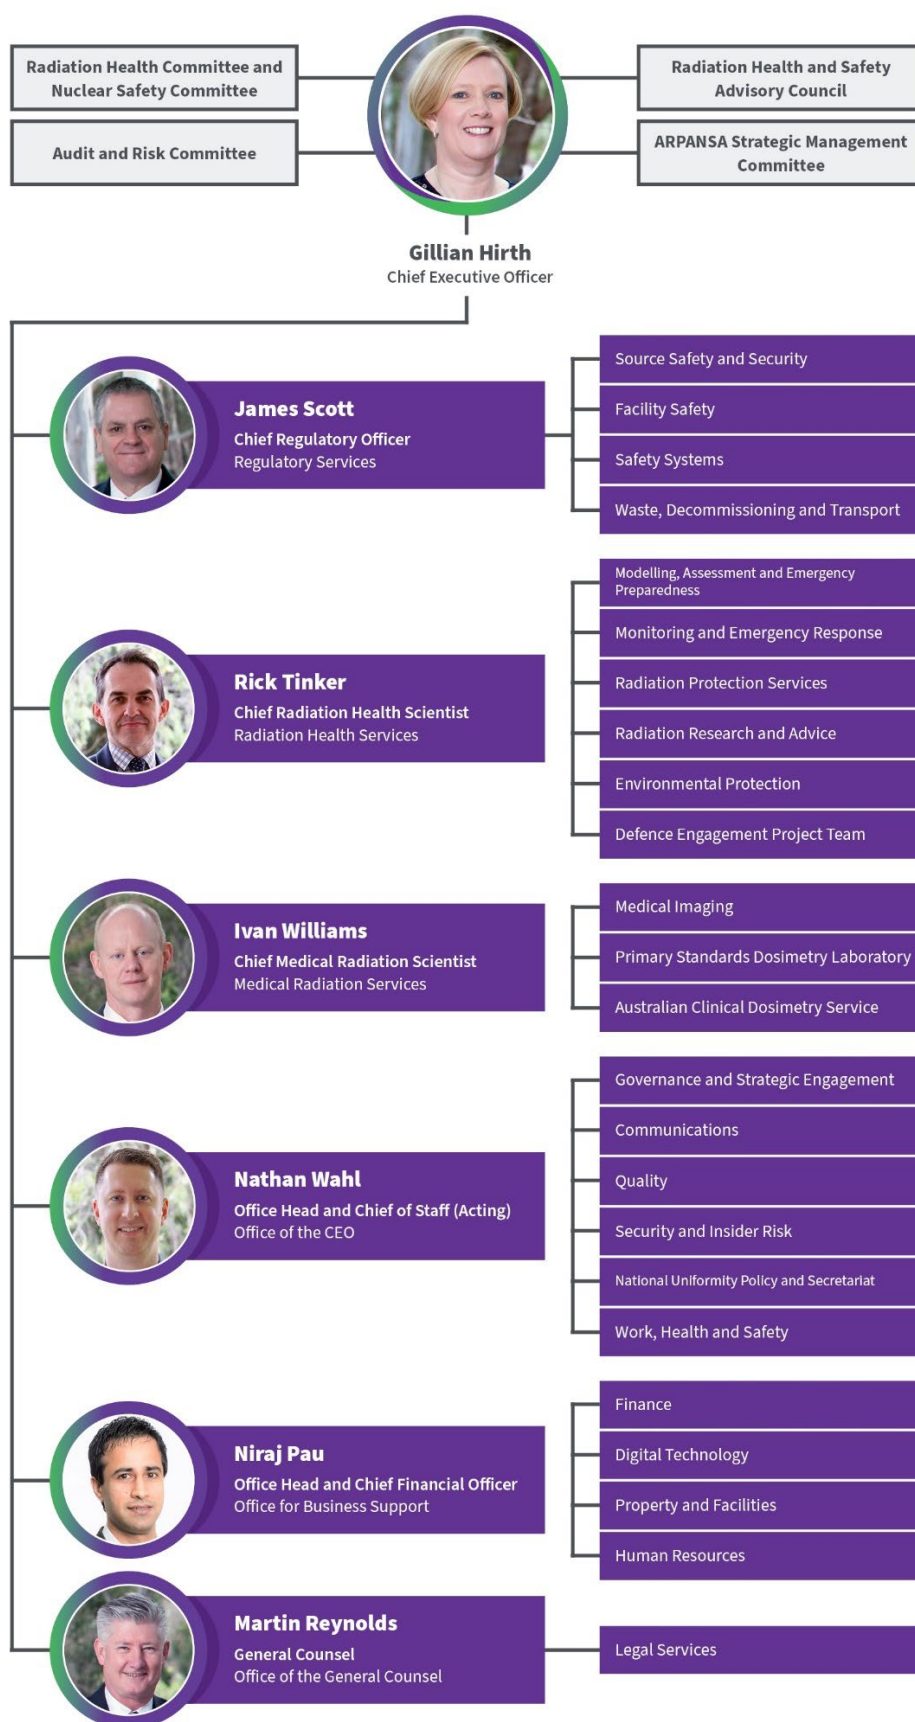 Radiation Health Committee and
Nuclear Safety Committee
Radiation Health and Safety
Advisory Council
Audit and Risk Committee
ARPANSA Strategic Management
Committee
Gillian Hirth
Chief Executive Officer
James Scott
Chief Regulatory Officer
Regulatory Services
Source Safety and Security
Facility Safety
Safety Systems
Waste, Decommissioning and Transport
Rick Tinker
Chief Radiation Health Scientist
Radiation Health Services
Modelling, Assessment and Emergency
Preparedness
Monitoring and Emergency Response
Radiation Protection Services
Radiation Research and Advice
Environmental Protection
Defence Engagement Project Team
Ivan Williams
Chief Medical Radiation Scientist
Medical Radiation Services
Medical Imaging
Primary Standards Dosimetry Laboratory
Australian Clinical Dosimetry Service
Nathan Wahl
Office Head and Chief of Staff (Acting)
Office of the CEO
Governance and Strategic Engagement
Communications
Quality
Security and Insider Risk
National Uniformity Policy and Secretariat
Work, Health and Safety
Niraj Pau
Office Head and Chief Financial Officer
Office for Business Support
Finance
Digital Technology
Property and Facilities
Human Resources
Martin Reynolds
General Counsel
Office of the General Counsel
Legal Services